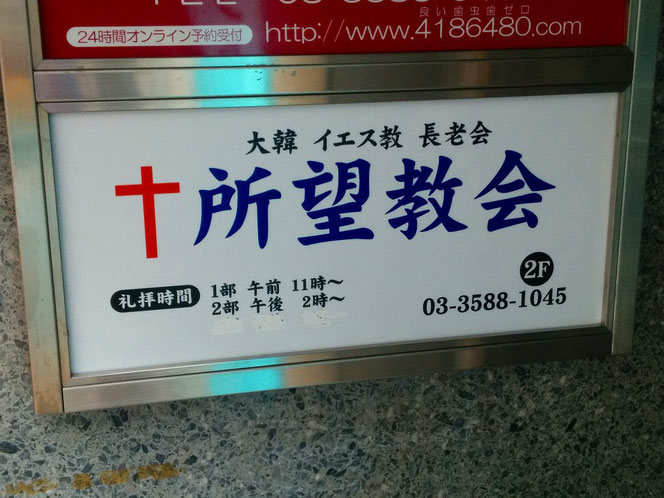 24時間オンライン予約受付 http://www.4186480.com
良い歯虫歯ゼロ
大韓 イエス教 長老会
所望教会
礼拝時間 1部 午前 11時～
2部 午後 2時～
2F
03-3588-1045